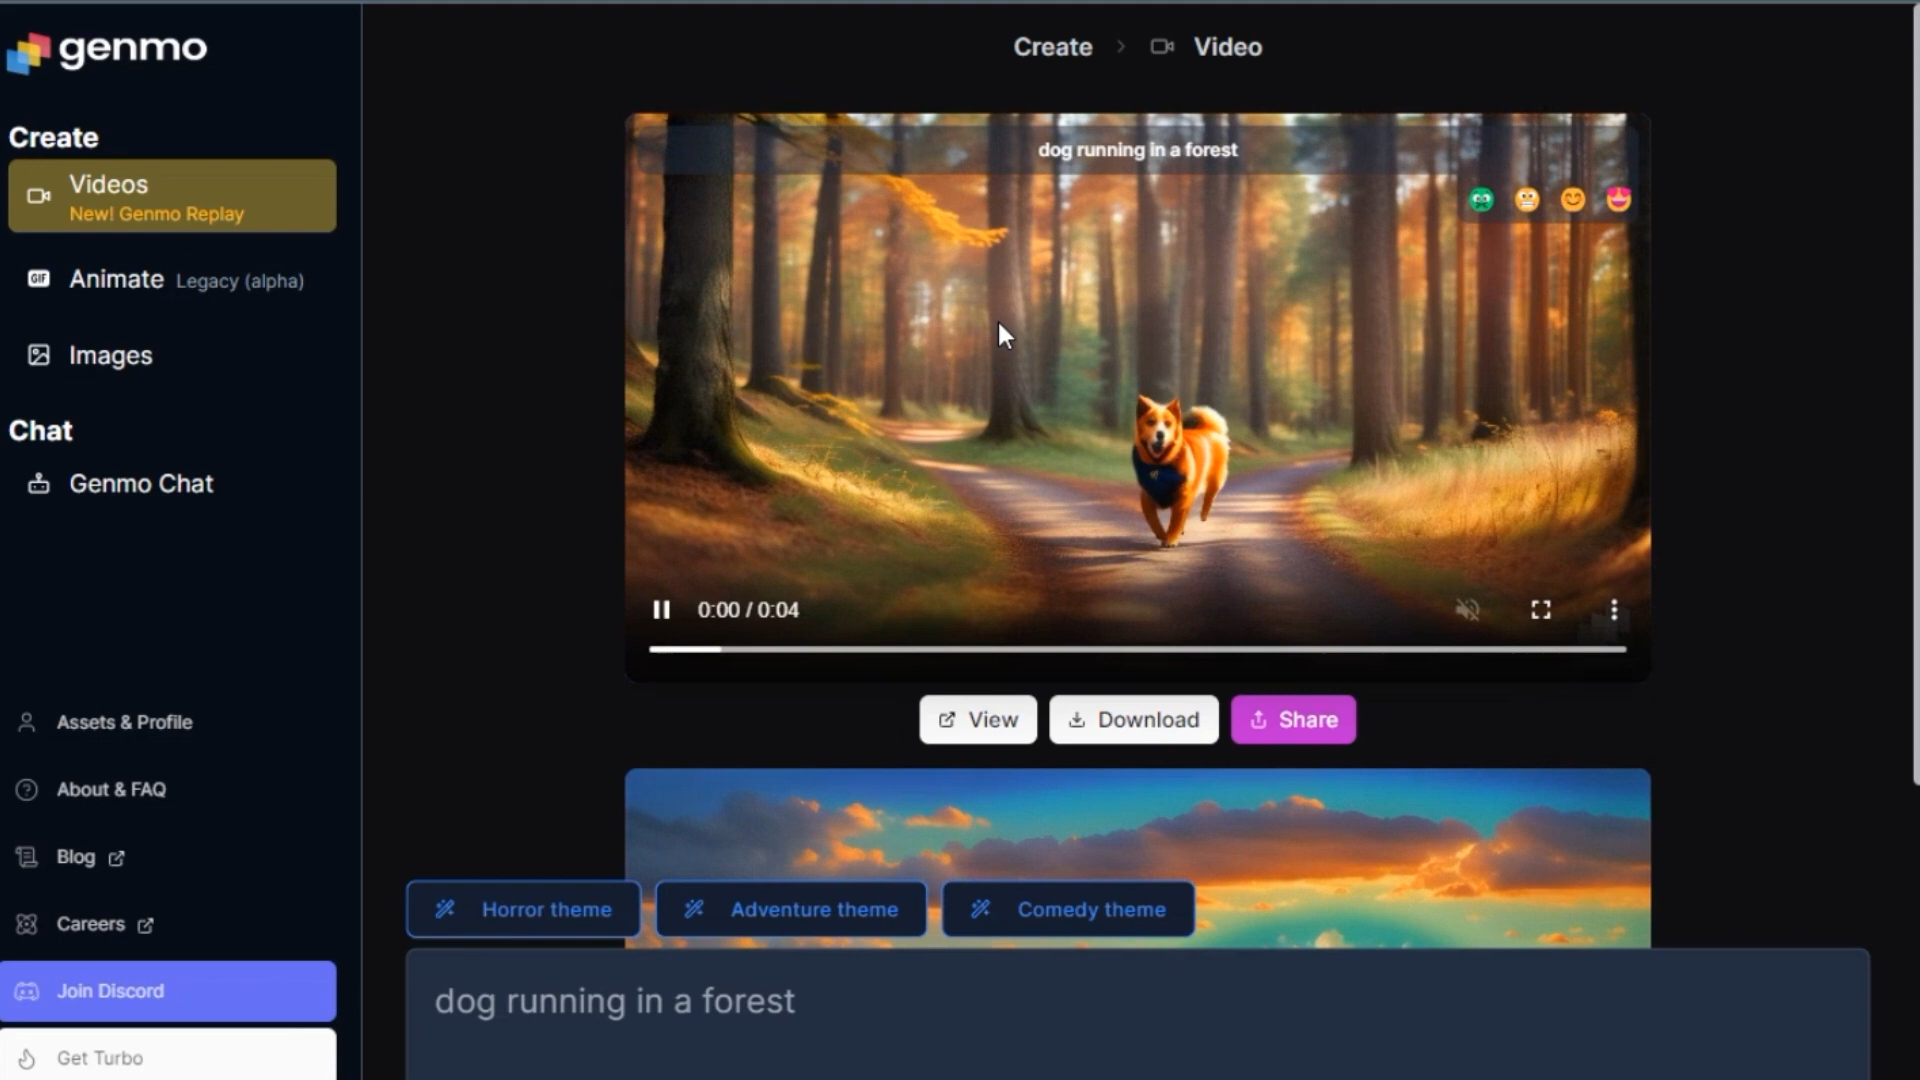 genmo
Create
Videos
New! Genmo Replay
GIF
Animate Legacy (alpha)
Images
Chat
Genmo Chat
Assets & Profile
About & FAQ
Blog
Careers
Join Discord
Get Turbo
Create > Video
dog running in a forest
0:00 / 0:04
View
Download
Share
Horror theme
Adventure theme
Comedy theme
dog running in a forest